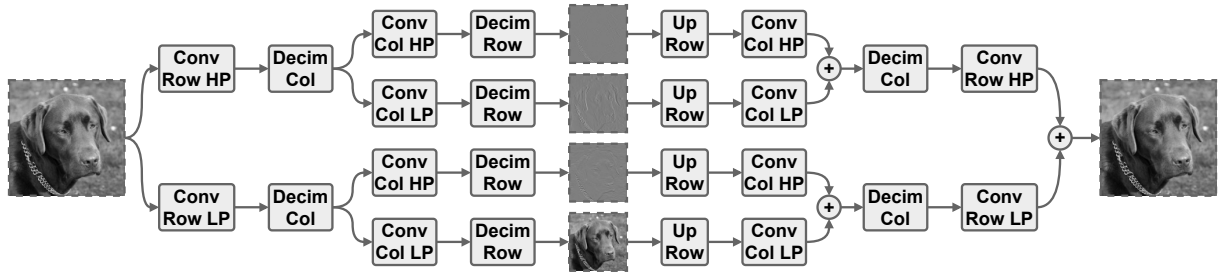 Conv Row HP
Decim Col
Conv Col HP
Decim Row
Up Row
Conv Col HP
+
Decim Col
Conv Row HP
Conv Col LP
Decim Row
Up Row
Conv Col LP
+
Conv Row LP
Decim Col
Conv Col HP
Decim Row
Up Row
Conv Col HP
+
Decim Col
Conv Row LP
Conv Col LP
Decim Row
Up Row
Conv Col LP